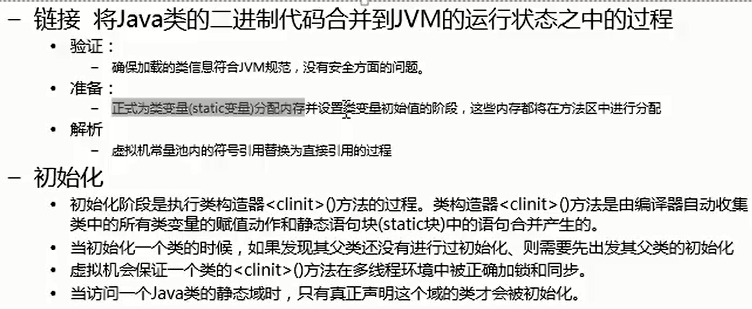 – 链接 将Java类的二进制代码合并到JVM的运行状态之中的过程
• 验证：
– 确保加载的类信息符合JVM规范，没有安全方面的问题。
• 准备：
– 正式为类变量(static变量)分配内存并设置类变量初始值的阶段，这些内存都将在方法区中进行分配
• 解析
– 虚拟机常量池内的符号引用替换为直接引用的过程
– 初始化
• 初始化阶段是执行类构造器<clinit>()方法的过程。类构造器<clinit>()方法是由编译器自动收集
类中的所有类变量的赋值动作和静态语句块(static块)中的语句合并产生的。
• 当初始化一个类的时候，如果发现其父类还没有进行过初始化、则需要先出发其父类的初始化
• 虚拟机会保证一个类的<clinit>()方法在多线程环境中被正确加锁和同步。
• 当访问一个Java类的静态域时，只有真正声明这个域的类才会被初始化。